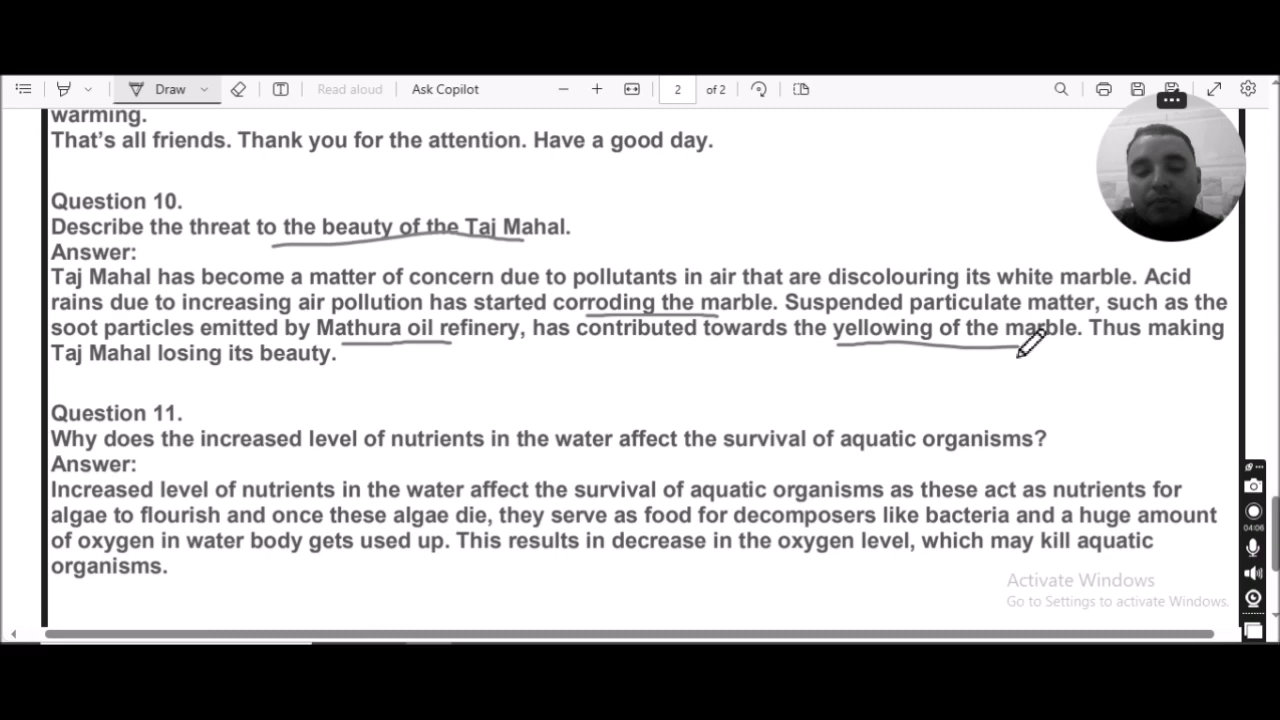 Draw
Read aloud
Ask Copilot
2
of 2
warming.
That's all friends. Thank you for the attention. Have a good day.
Question 10.
Describe the threat to the beauty of the Taj Mahal.
Answer:
Taj Mahal has become a matter of concern due to pollutants in air that are discolouring its white marble. Acid
rains due to increasing air pollution has started corroding the marble. Suspended particulate matter, such as the
soot particles emitted by Mathura oil refinery, has contributed towards the yellowing of the marble. Thus making
Taj Mahal losing its beauty.
Question 11.
Why does the increased level of nutrients in the water affect the survival of aquatic organisms?
Answer:
Increased level of nutrients in the water affect the survival of aquatic organisms as these act as nutrients for
algae to flourish and once these algae die, they serve as food for decomposers like bacteria and a huge amount
of oxygen in water body gets used up. This results in decrease in the oxygen level, which may kill aquatic
organisms.
04:06
Activate Windows
Go to Settings to activate Windows.